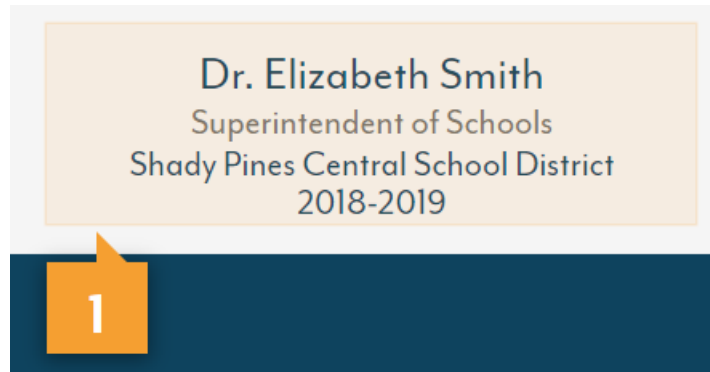 Dr. Elizabeth Smith
Superintendent of Schools
Shady Pines Central School District
2018-2019
1